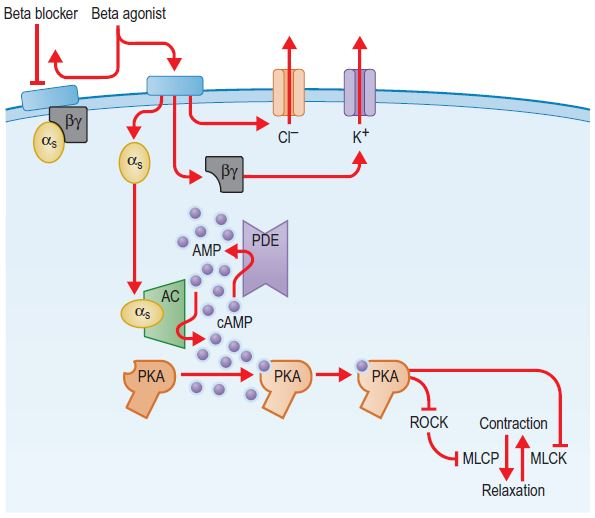 Beta blocker Beta agonist
βγ
αs
αs
βγ
Cl⁻
K⁺
AMP
PDE
AC
αs
cAMP
PKA
PKA
PKA
ROCK
Contraction
MLCP
MLCK
Relaxation